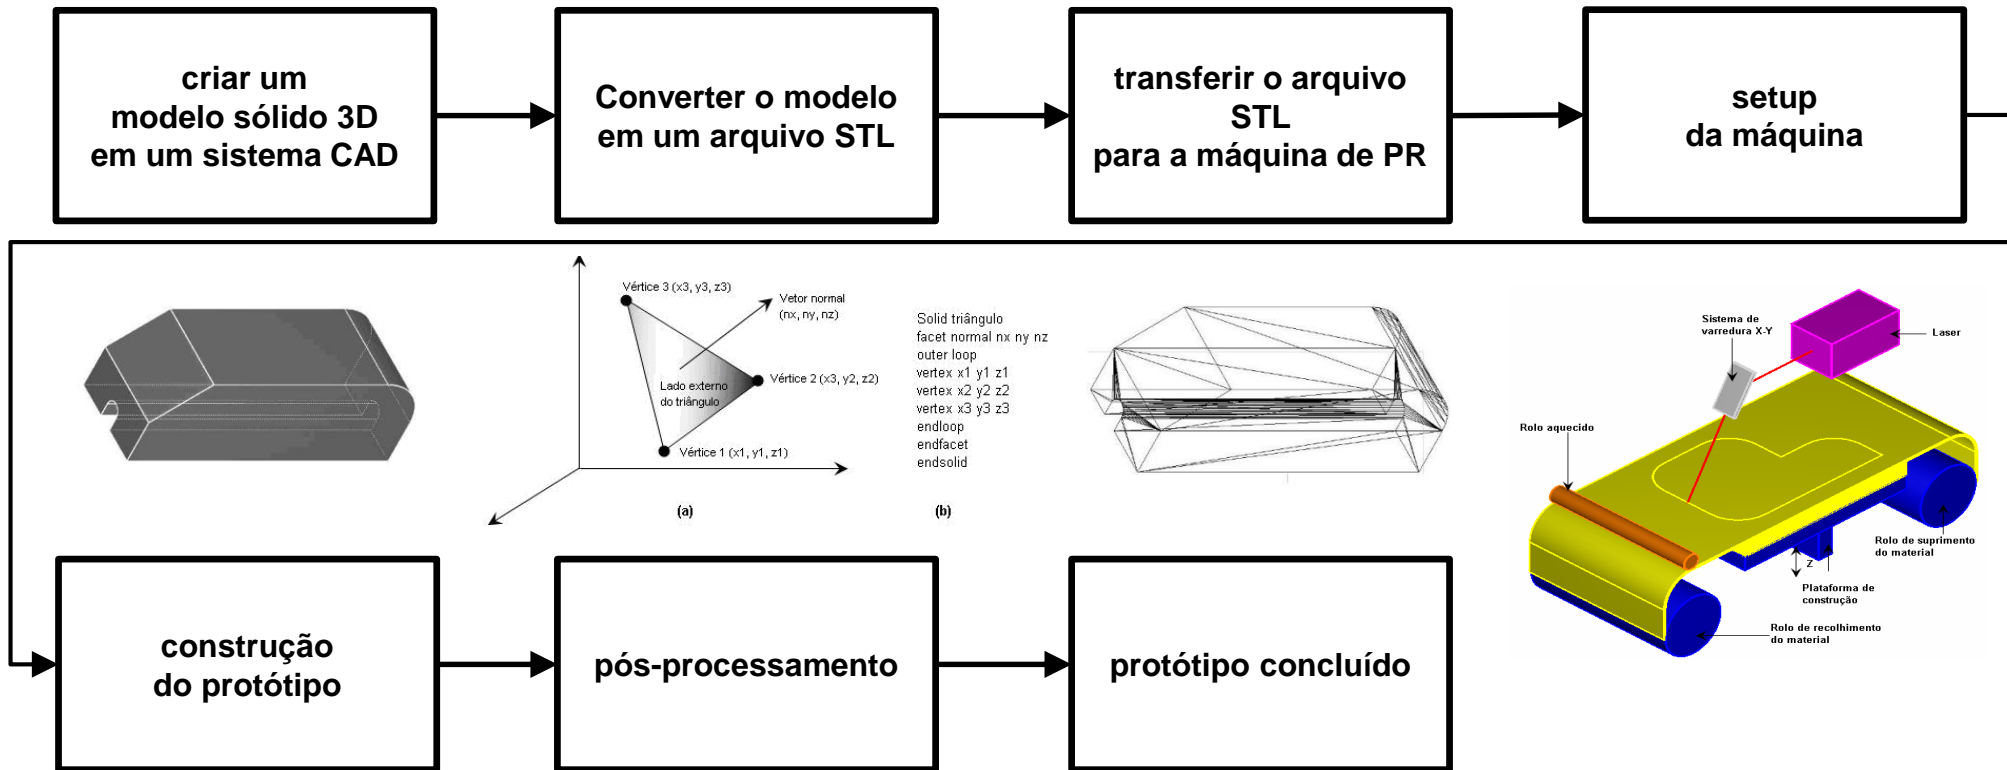 criar um
modelo sólido 3D
em um sistema CAD
Converter o modelo
em um arquivo STL
transferir o arquivo
STL
para a máquina de PR
setup
da máquina
Vértice 3 (x3, y3, z3)
Vetor normal
(nx, ny, nz)
Lado externo
do triângulo
Vértice 2 (x3, y2, z2)
Vértice 1 (x1, y1, z1)
(a)
Solid triângulo
facet normal nx ny nz
outer loop
vertex x1 y1 z1
vertex x2 y2 z2
vertex x3 y3 z3
endloop
endfacet
endsolid
(b)
Sistema de
varredura X-Y
Laser
Rolo aquecido
Rolo de suprimento
do material
Z
Plataforma de
construção
Rolo de recolhimento
do material
construção
do protótipo
pós-processamento
protótipo concluído